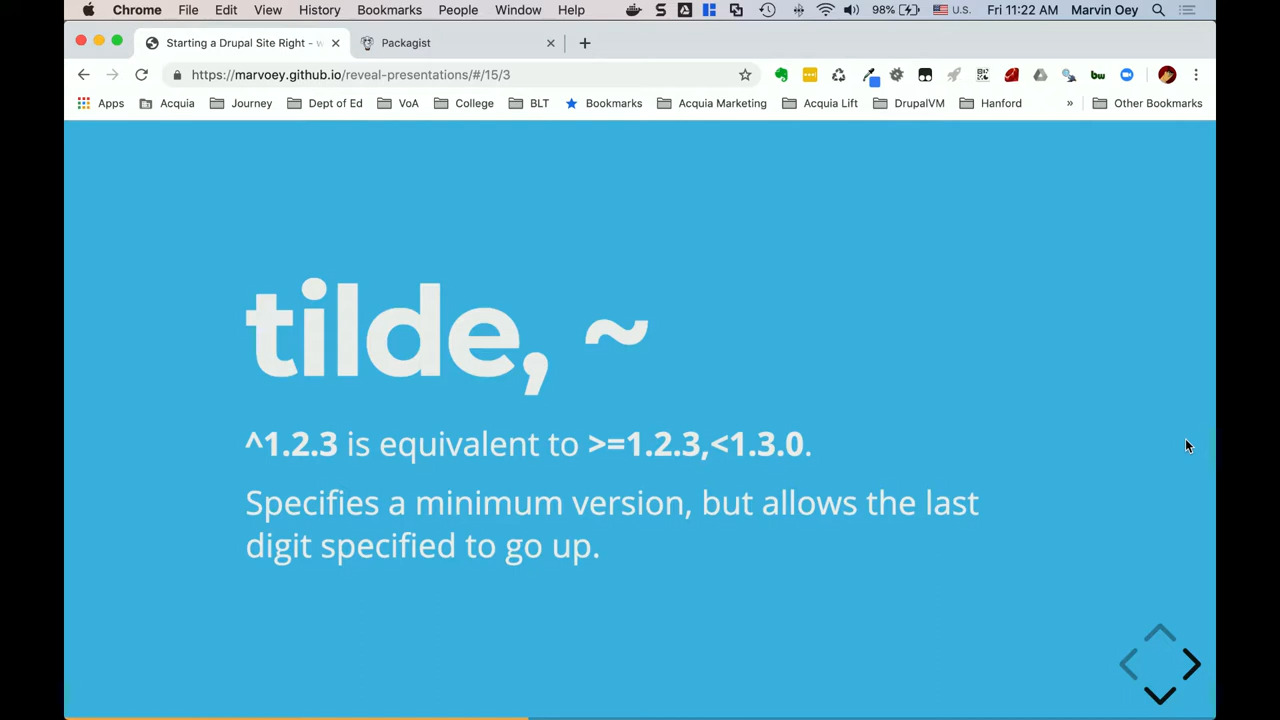 Chrome File Edit View History Bookmarks People Window Help 98% U.S. Fri 11:22 AM Marvin Oey
Starting a Drupal Site Right - w Packagist
https://marvoey.github.io/reveal-presentations/#/15/3
Apps Acquia Journey Dept of Ed VoA College BLT Bookmarks Acquia Marketing Acquia Lift DrupalVM Hanford » Other Bookmarks
tilde, ~
^1.2.3 is equivalent to >=1.2.3,<1.3.0.
Specifies a minimum version, but allows the last
digit specified to go up.